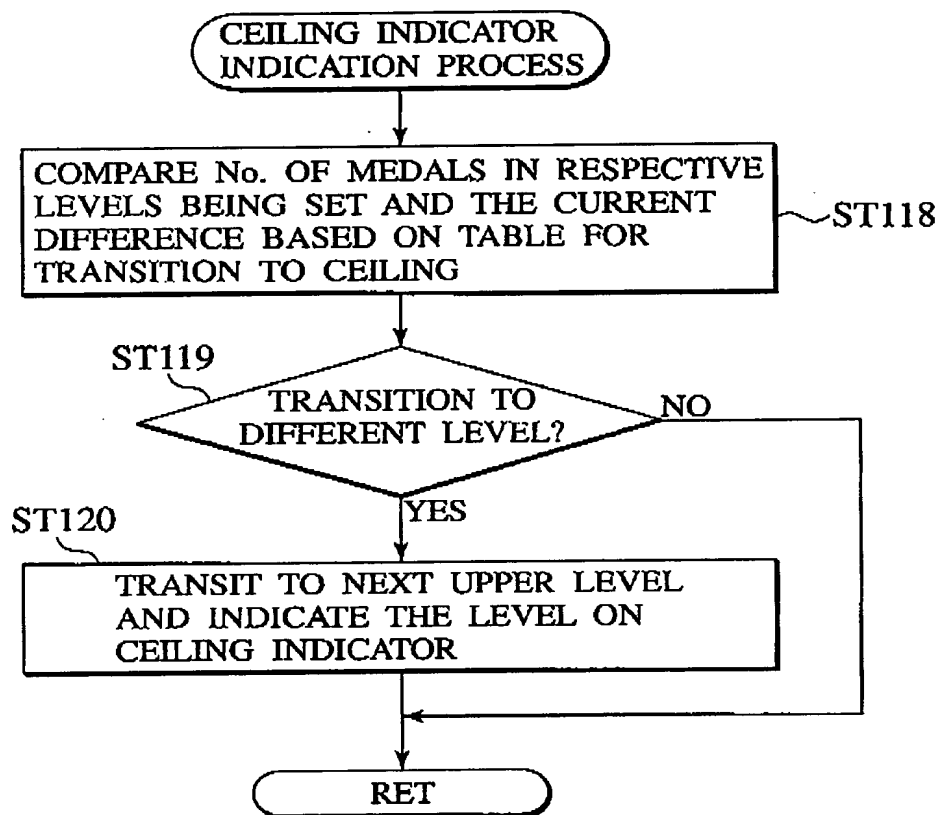 CEILING INDICATOR
INDICATION PROCESS
COMPARE No. OF MEDALS IN RESPECTIVE
LEVELS BEING SET AND THE CURRENT
DIFFERENCE BASED ON TABLE FOR
TRANSITION TO CEILING
ST118
ST119
TRANSITION TO
DIFFERENT LEVEL?
NO
YES
ST120
TRANSIT TO NEXT UPPER LEVEL
AND INDICATE THE LEVEL ON
CEILING INDICATOR
RET